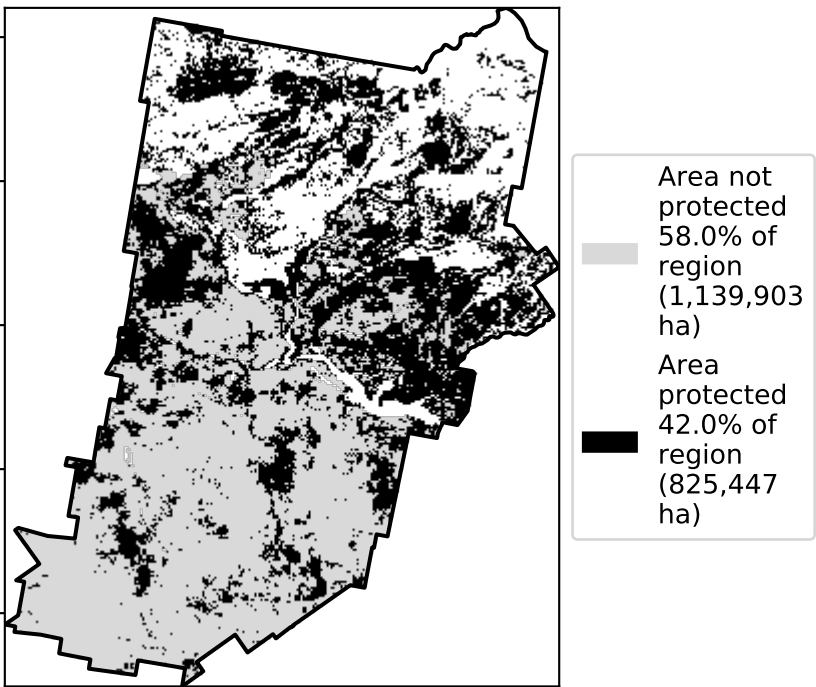 Area not
protected
58.0% of
region
(1,139,903
ha)
Area
protected
42.0% of
region
(825,447
ha)